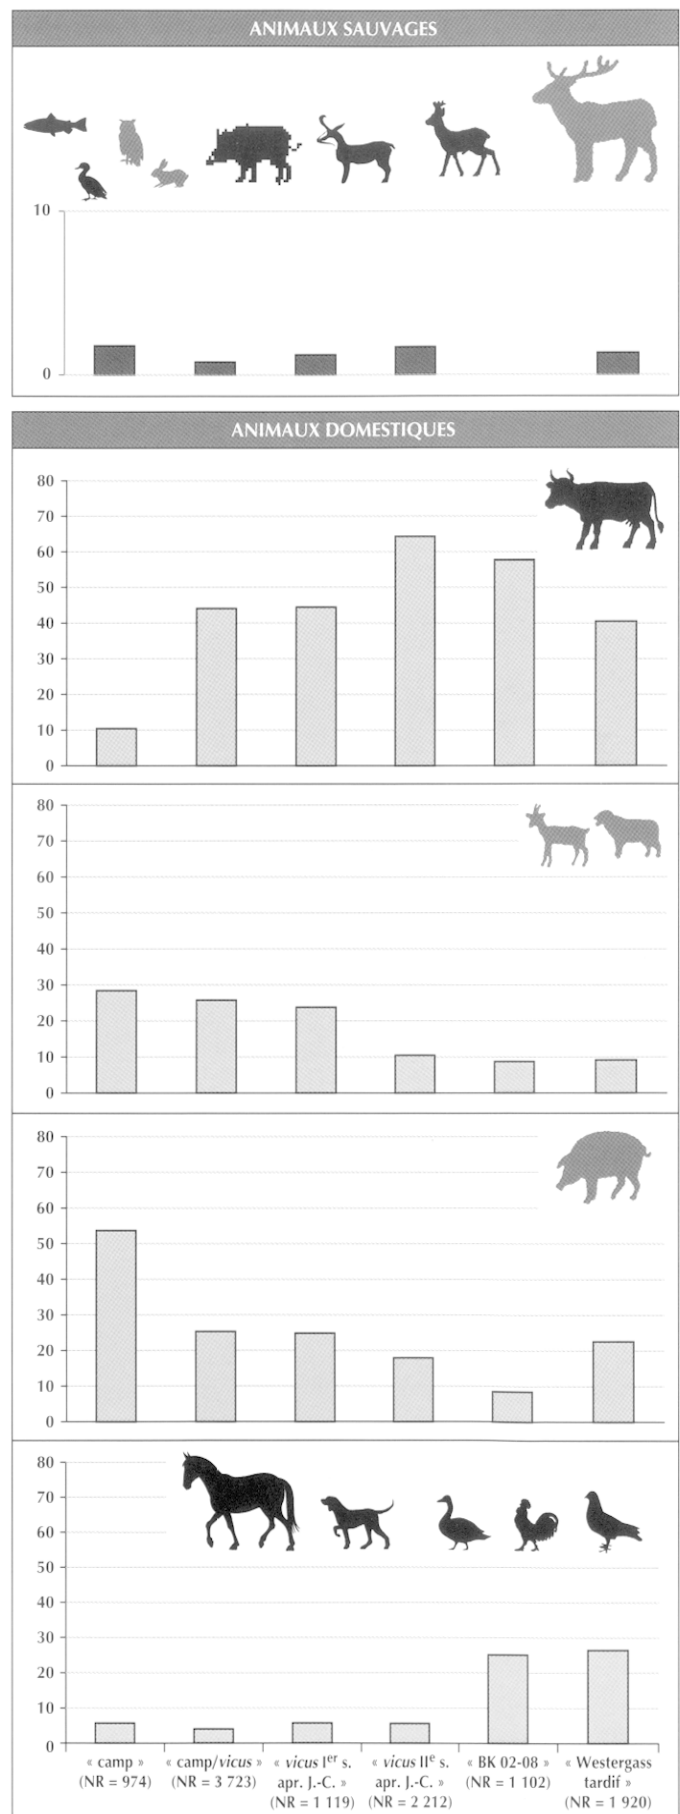 ANIMAUX SAUVAGES
10
0
ANIMAUX DOMESTIQUES
80
70
60
50
40
30
20
10
0
80
70
60
50
40
30
20
10
0
80
70
60
50
40
30
20
10
0
80
70
60
50
40
30
20
10
0
« camp »
(NR = 974)
« camp/vicus »
(NR = 3 723)
« vicus Ier s.
apr. J.-C. »
(NR = 1 119)
« vicus IIe s.
apr. J.-C. »
(NR = 2 212)
« BK 02-08 »
(NR = 1 102)
« Westergass
tardif »
(NR = 1 920)